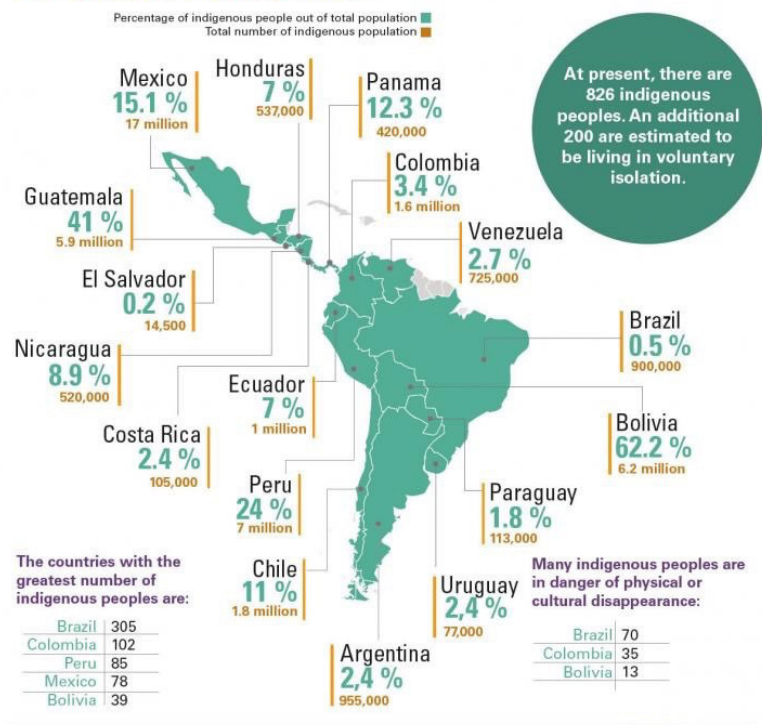 Percentage of indigenous people out of total population
Total number of indigenous population
At present, there are
826 indigenous
peoples. An additional
200 are estimated to
be living in voluntary
isolation.
Mexico
15.1 %
17 million
Honduras
7 %
537,000
Panama
12.3 %
420,000
Colombia
3.4 %
1.6 million
Guatemala
41 %
5.9 million
Venezuela
2.7 %
725,000
El Salvador
0.2 %
14,500
Brazil
0.5 %
900,000
Nicaragua
8.9 %
520,000
Ecuador
7 %
1 million
Bolivia
62.2 %
6.2 million
Costa Rica
2.4 %
105,000
Peru
24 %
7 million
Paraguay
1.8 %
113,000
Chile
11 %
1.8 million
Uruguay
2,4 %
77,000
Argentina
2,4 %
955,000
The countries with the
greatest number of
indigenous peoples are:
Brazil 305
Colombia 102
Peru 85
Mexico 78
Bolivia 39
Many indigenous peoples are
in danger of physical or
cultural disappearance:
Brazil 70
Colombia 35
Bolivia 13